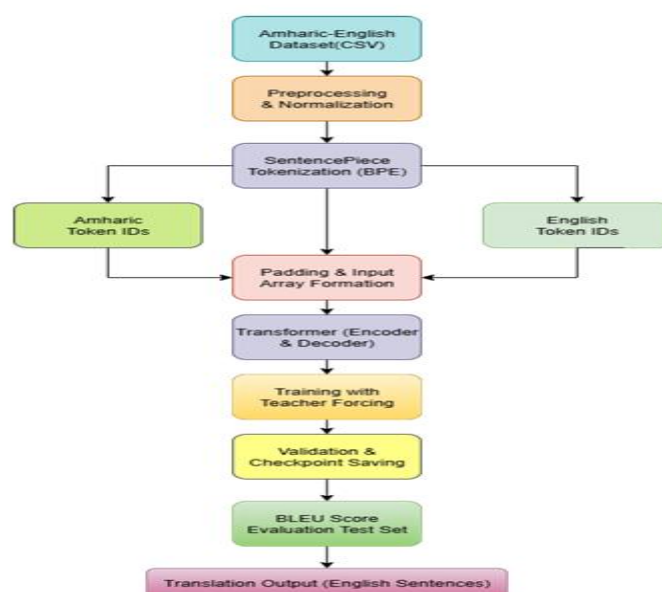 Amharic-English
Dataset(CSV)
Preprocessing
& Normalization
SentencePiece
Tokenization (BPE)
Amharic
Token IDs
English
Token IDs
Padding & Input
Array Formation
Transformer (Encoder
& Decoder)
Training with
Teacher Forcing
Validation &
Checkpoint Saving
BLEU Score
Evaluation Test Set
Translation Output (English Sentences)